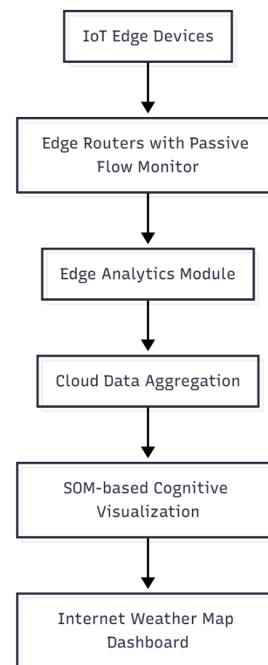 IoT Edge Devices
Edge Routers with Passive
Flow Monitor
Edge Analytics Module
Cloud Data Aggregation
SOM-based Cognitive
Visualization
Internet Weather Map
Dashboard